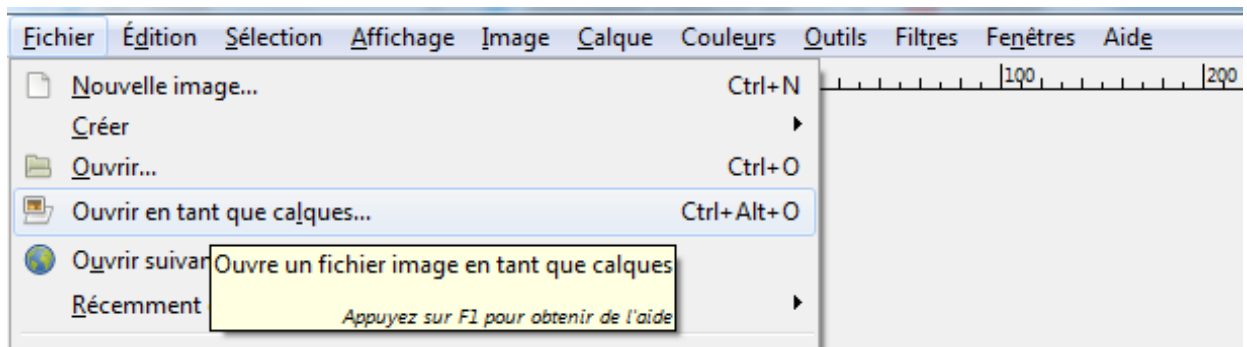 Fichier Édition Sélection Affichage Image Calque Couleurs Outils Filtres Fenêtres Aide
Nouvelle image... Ctrl+N
100 200
Créer
Ouvrir... Ctrl+O
Ouvrir en tant que calques... Ctrl+Alt+O
Ouvrir
Ouvre un fichier image en tant que calques
Récemment
Appuyez sur F1 pour obtenir de l'aide